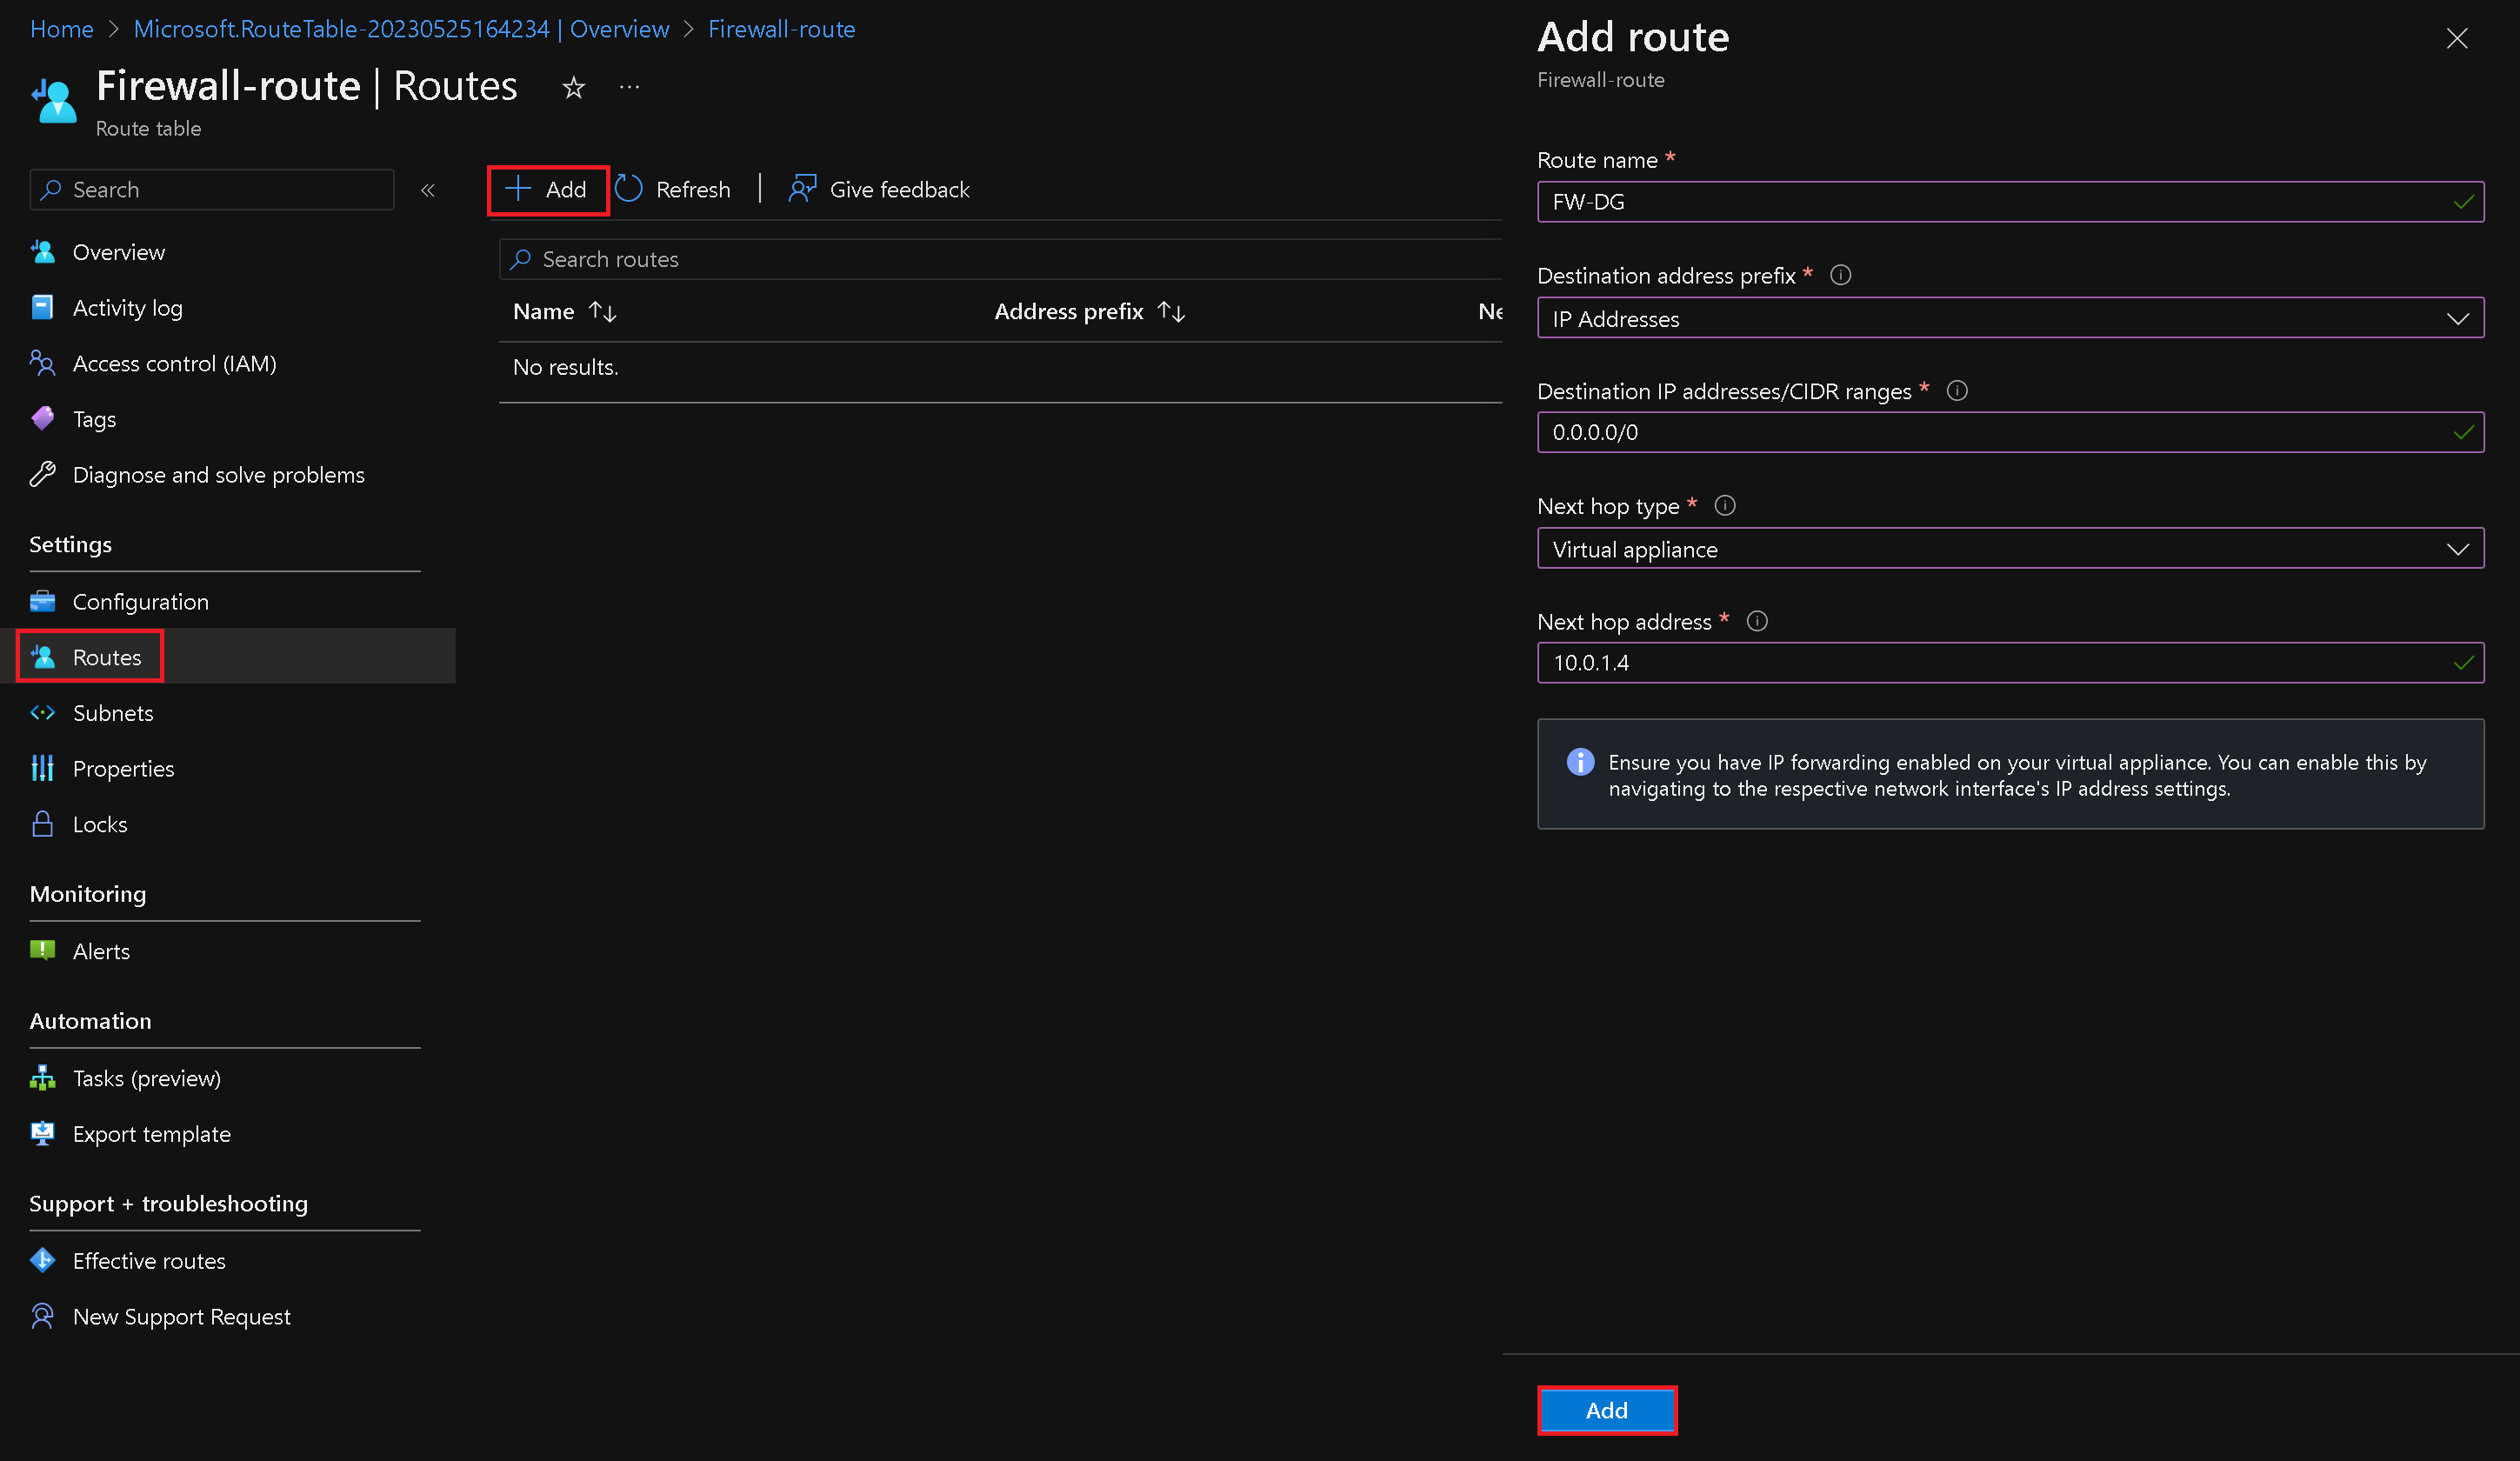 Home > Microsoft.RouteTable-20230525164234 | Overview > Firewall-route
Firewall-route | Routes
Route table
Search
Overview
Activity log
Access control (IAM)
Tags
Diagnose and solve problems
Settings
Configuration
Routes
Subnets
Properties
Locks
Monitoring
Alerts
Automation
Tasks (preview)
Export template
Support + troubleshooting
Effective routes
New Support Request
Add Refresh | Give feedback
Search routes
Name Address prefix Ne
No results.
Add route
Firewall-route
Route name *
FW-DG
Destination address prefix *
IP Addresses
Destination IP addresses/CIDR ranges *
0.0.0.0/0
Next hop type *
Virtual appliance
Next hop address *
10.0.1.4
Ensure you have IP forwarding enabled on your virtual appliance. You can enable this by
navigating to the respective network interface's IP address settings.
Add